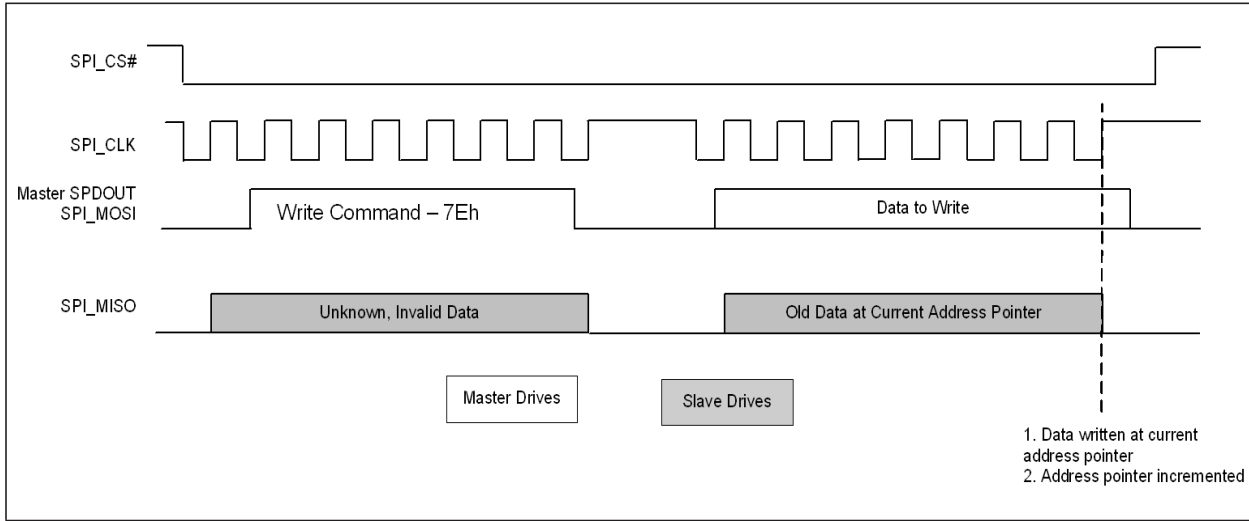 SPI_CS#
SPI_CLK
Master SPDOUT
SPI_MOSI
Write Command – 7Eh
Data to Write
SPI_MISO
Unknown, Invalid Data
Old Data at Current Address Pointer
Master Drives
Slave Drives
1. Data written at current
address pointer
2. Address pointer incremented